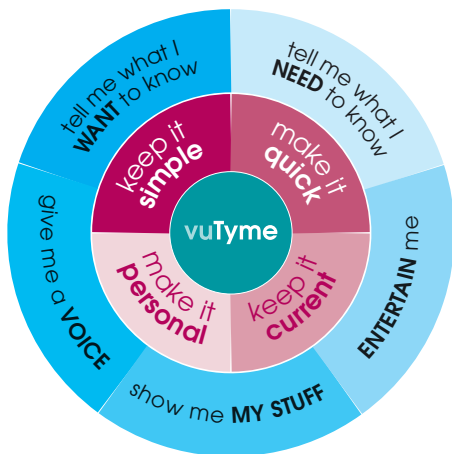 tell me what I
WANT to know
tell me what I
NEED to know
ENTERTAIN me
show me MY STUFF
give me a VOICE
keep it
simple
make it
quick
keep it
current
make it
personal
vuTyme